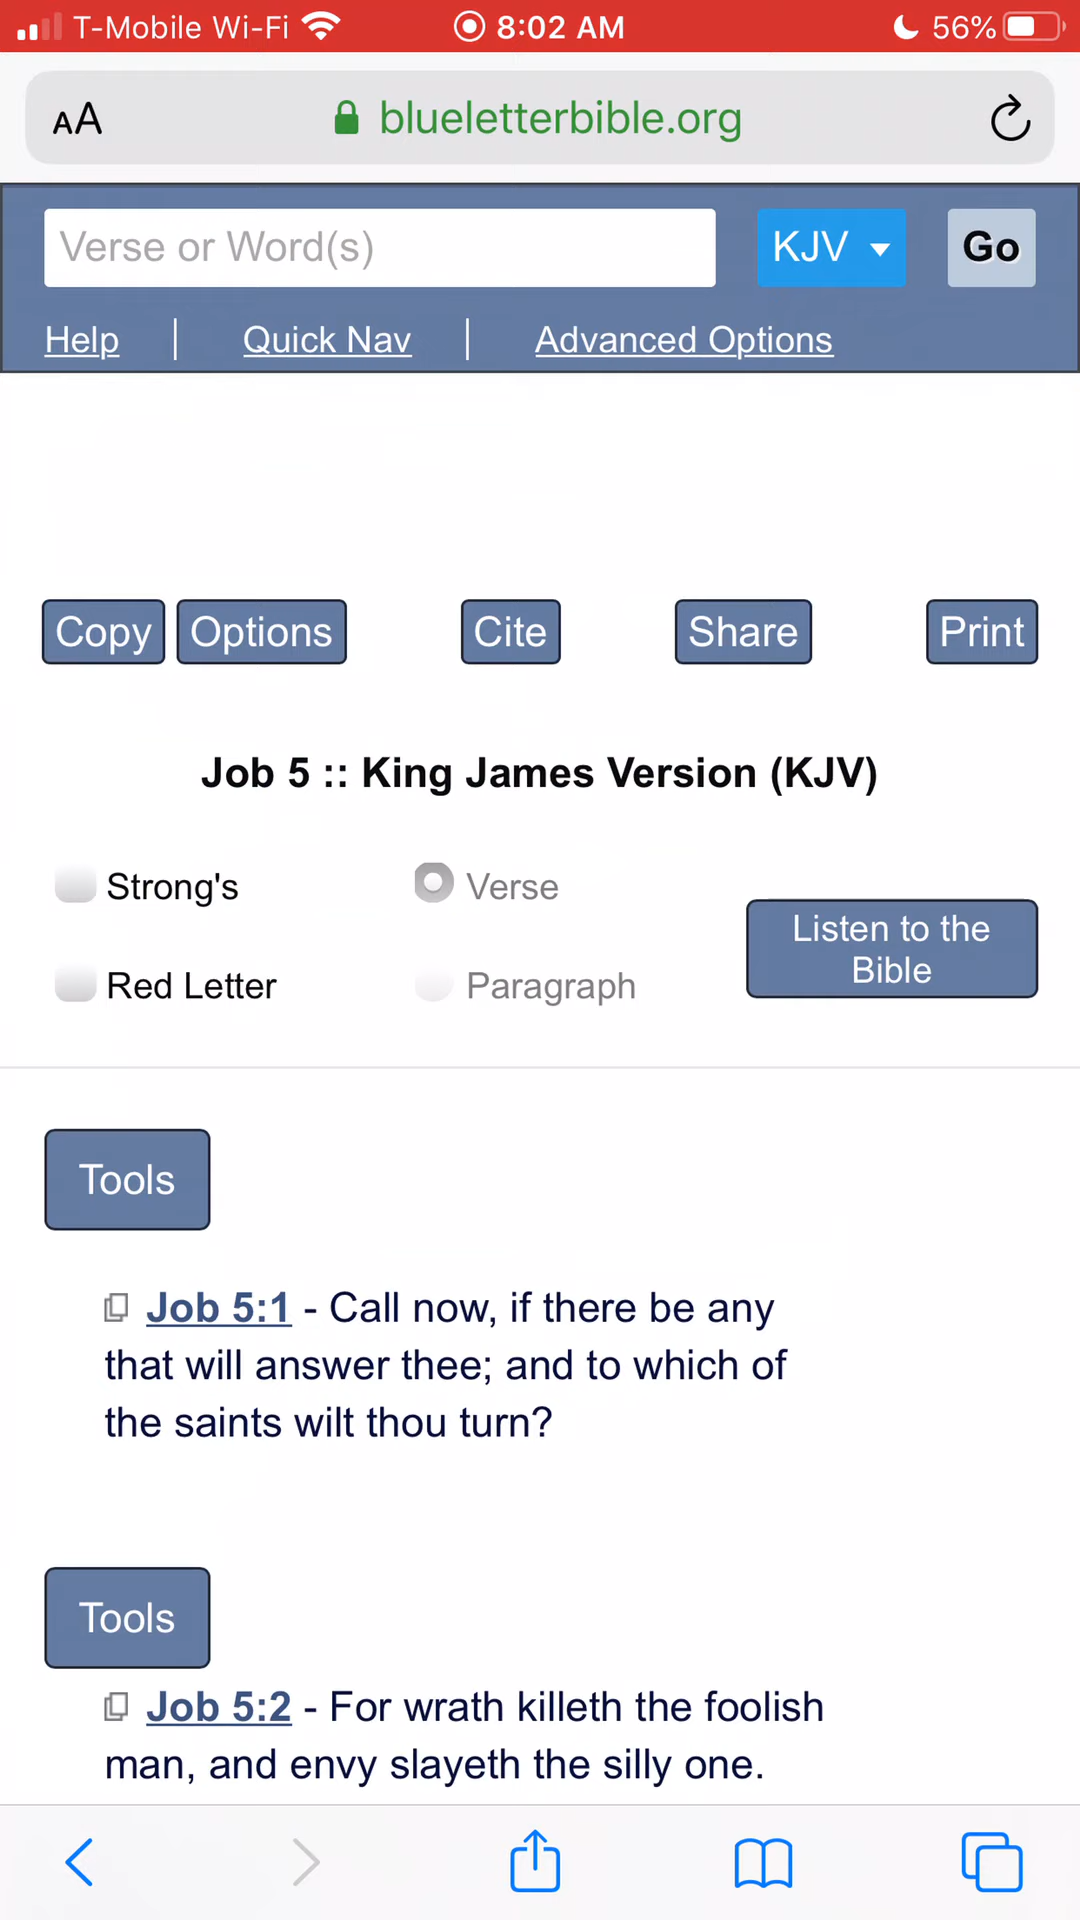 T-Mobile Wi-Fi 8:02 AM 56%
AA blueletterbible.org
Verse or Word(s) KJV Go
Help | Quick Nav | Advanced Options
Copy Options Cite Share Print
Job 5 :: King James Version (KJV)
Strong's Verse
Red Letter Paragraph
Listen to the
Bible
Tools
Job 5:1 - Call now, if there be any
that will answer thee; and to which of
the saints wilt thou turn?
Tools
Job 5:2 - For wrath killeth the foolish
man, and envy slayeth the silly one.